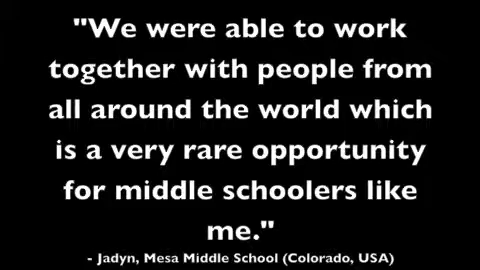 "We were able to work
together with people from
all around the world which
is a very rare opportunity
for middle schoolers like
me."
- Jadyn, Mesa Middle School (Colorado, USA)